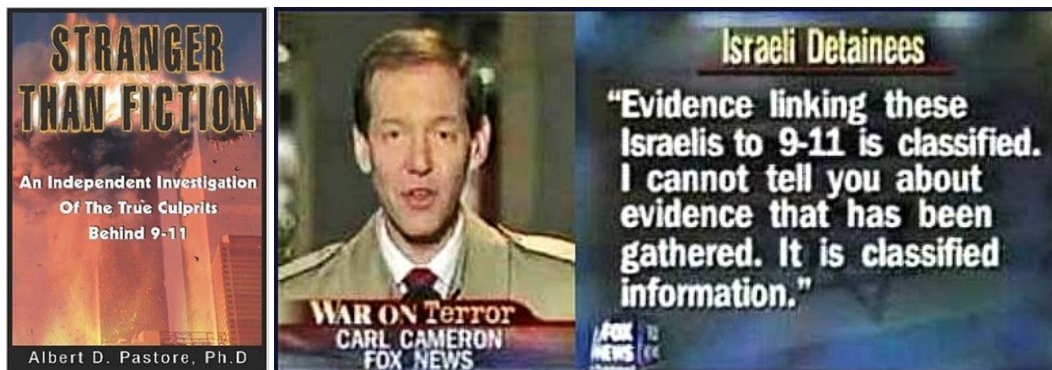 STRANGER
THAN FICTION
An Independent Investigation
Of The True Culprits
Behind 9-11
Albert D. Pastore, Ph.D
WAR ON Terror
CARL CAMERON
FOX NEWS
Israeli Detainees
“Evidence linking these
Israelis to 9-11 is classified.
I cannot tell you about
evidence that has been
gathered. It is classified
information.”
FOX
NEWS